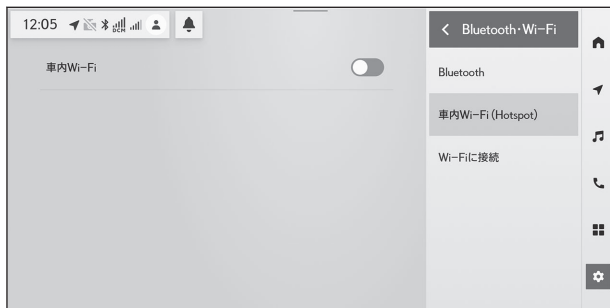 12:05
DCM
Bluetooth・Wi-Fi
車内Wi-Fi
Bluetooth
車内Wi-Fi (Hotspot)
Wi-Fiに接続